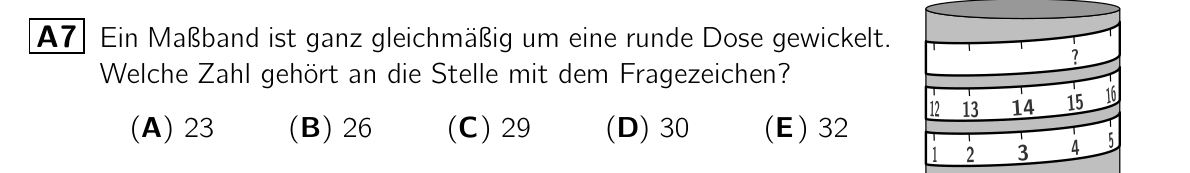 A7 Ein Maßband ist ganz gleichmäßig um eine runde Dose gewickelt.
Welche Zahl gehört an die Stelle mit dem Fragezeichen?
(A) 23 (B) 26 (C) 29 (D) 30 (E) 32
?
12 13 14 15 16
1 2 3 4 5